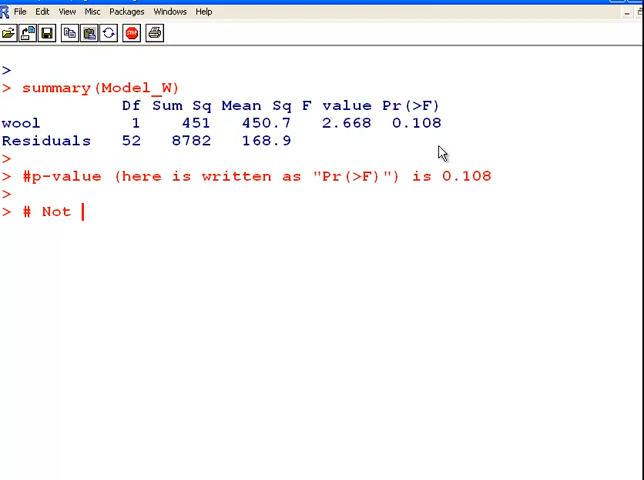 File Edit View Misc Packages Windows Help
STOP
>
> summary(Model_W)
Df Sum Sq Mean Sq F value Pr(>F)
wool 1 451 450.7 2.668 0.108
Residuals 52 8782 168.9
>
> #p-value (here is written as "Pr(>F)") is 0.108
>
> # Not